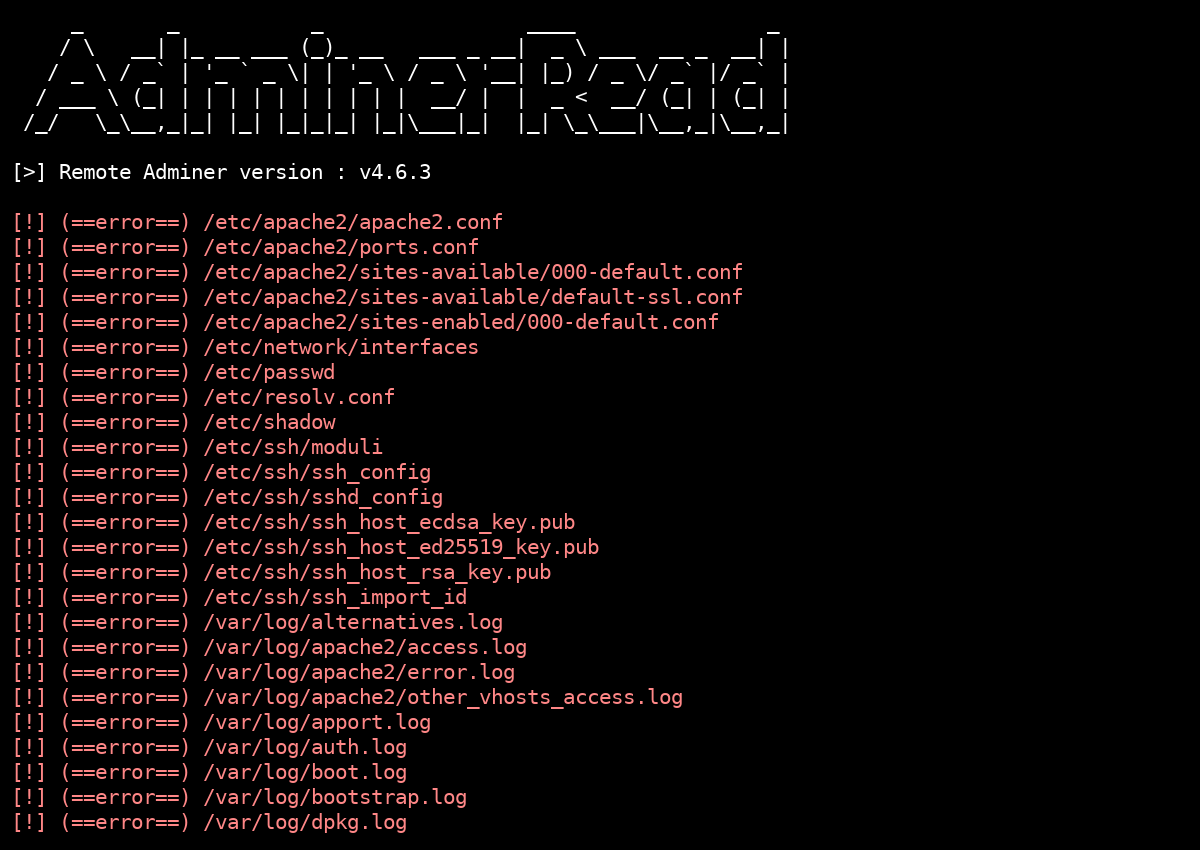 AdminerRead
[>] Remote Adminer version : v4.6.3
[!] (==error==) /etc/apache2/apache2.conf
[!] (==error==) /etc/apache2/ports.conf
[!] (==error==) /etc/apache2/sites-available/000-default.conf
[!] (==error==) /etc/apache2/sites-available/default-ssl.conf
[!] (==error==) /etc/apache2/sites-enabled/000-default.conf
[!] (==error==) /etc/network/interfaces
[!] (==error==) /etc/passwd
[!] (==error==) /etc/resolv.conf
[!] (==error==) /etc/shadow
[!] (==error==) /etc/ssh/moduli
[!] (==error==) /etc/ssh/ssh_config
[!] (==error==) /etc/ssh/sshd_config
[!] (==error==) /etc/ssh/ssh_host_ecdsa_key.pub
[!] (==error==) /etc/ssh/ssh_host_ed25519_key.pub
[!] (==error==) /etc/ssh/ssh_host_rsa_key.pub
[!] (==error==) /etc/ssh/ssh_import_id
[!] (==error==) /var/log/alternatives.log
[!] (==error==) /var/log/apache2/access.log
[!] (==error==) /var/log/apache2/error.log
[!] (==error==) /var/log/apache2/other_vhosts_access.log
[!] (==error==) /var/log/apport.log
[!] (==error==) /var/log/auth.log
[!] (==error==) /var/log/boot.log
[!] (==error==) /var/log/bootstrap.log
[!] (==error==) /var/log/dpkg.log